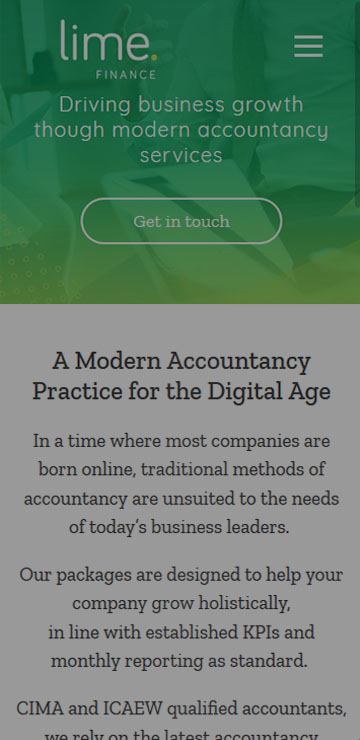 lime.
FINANCE
Driving business growth
though modern accountancy
services
Get in touch
A Modern Accountancy
Practice for the Digital Age
In a time where most companies are
born online, traditional methods of
accountancy are unsuited to the needs
of today's business leaders.
Our packages are designed to help your
company grow holistically,
in line with established KPIs and
monthly reporting as standard.
CIMA and ICAEW qualified accountants,
we rely on the latest accountancy